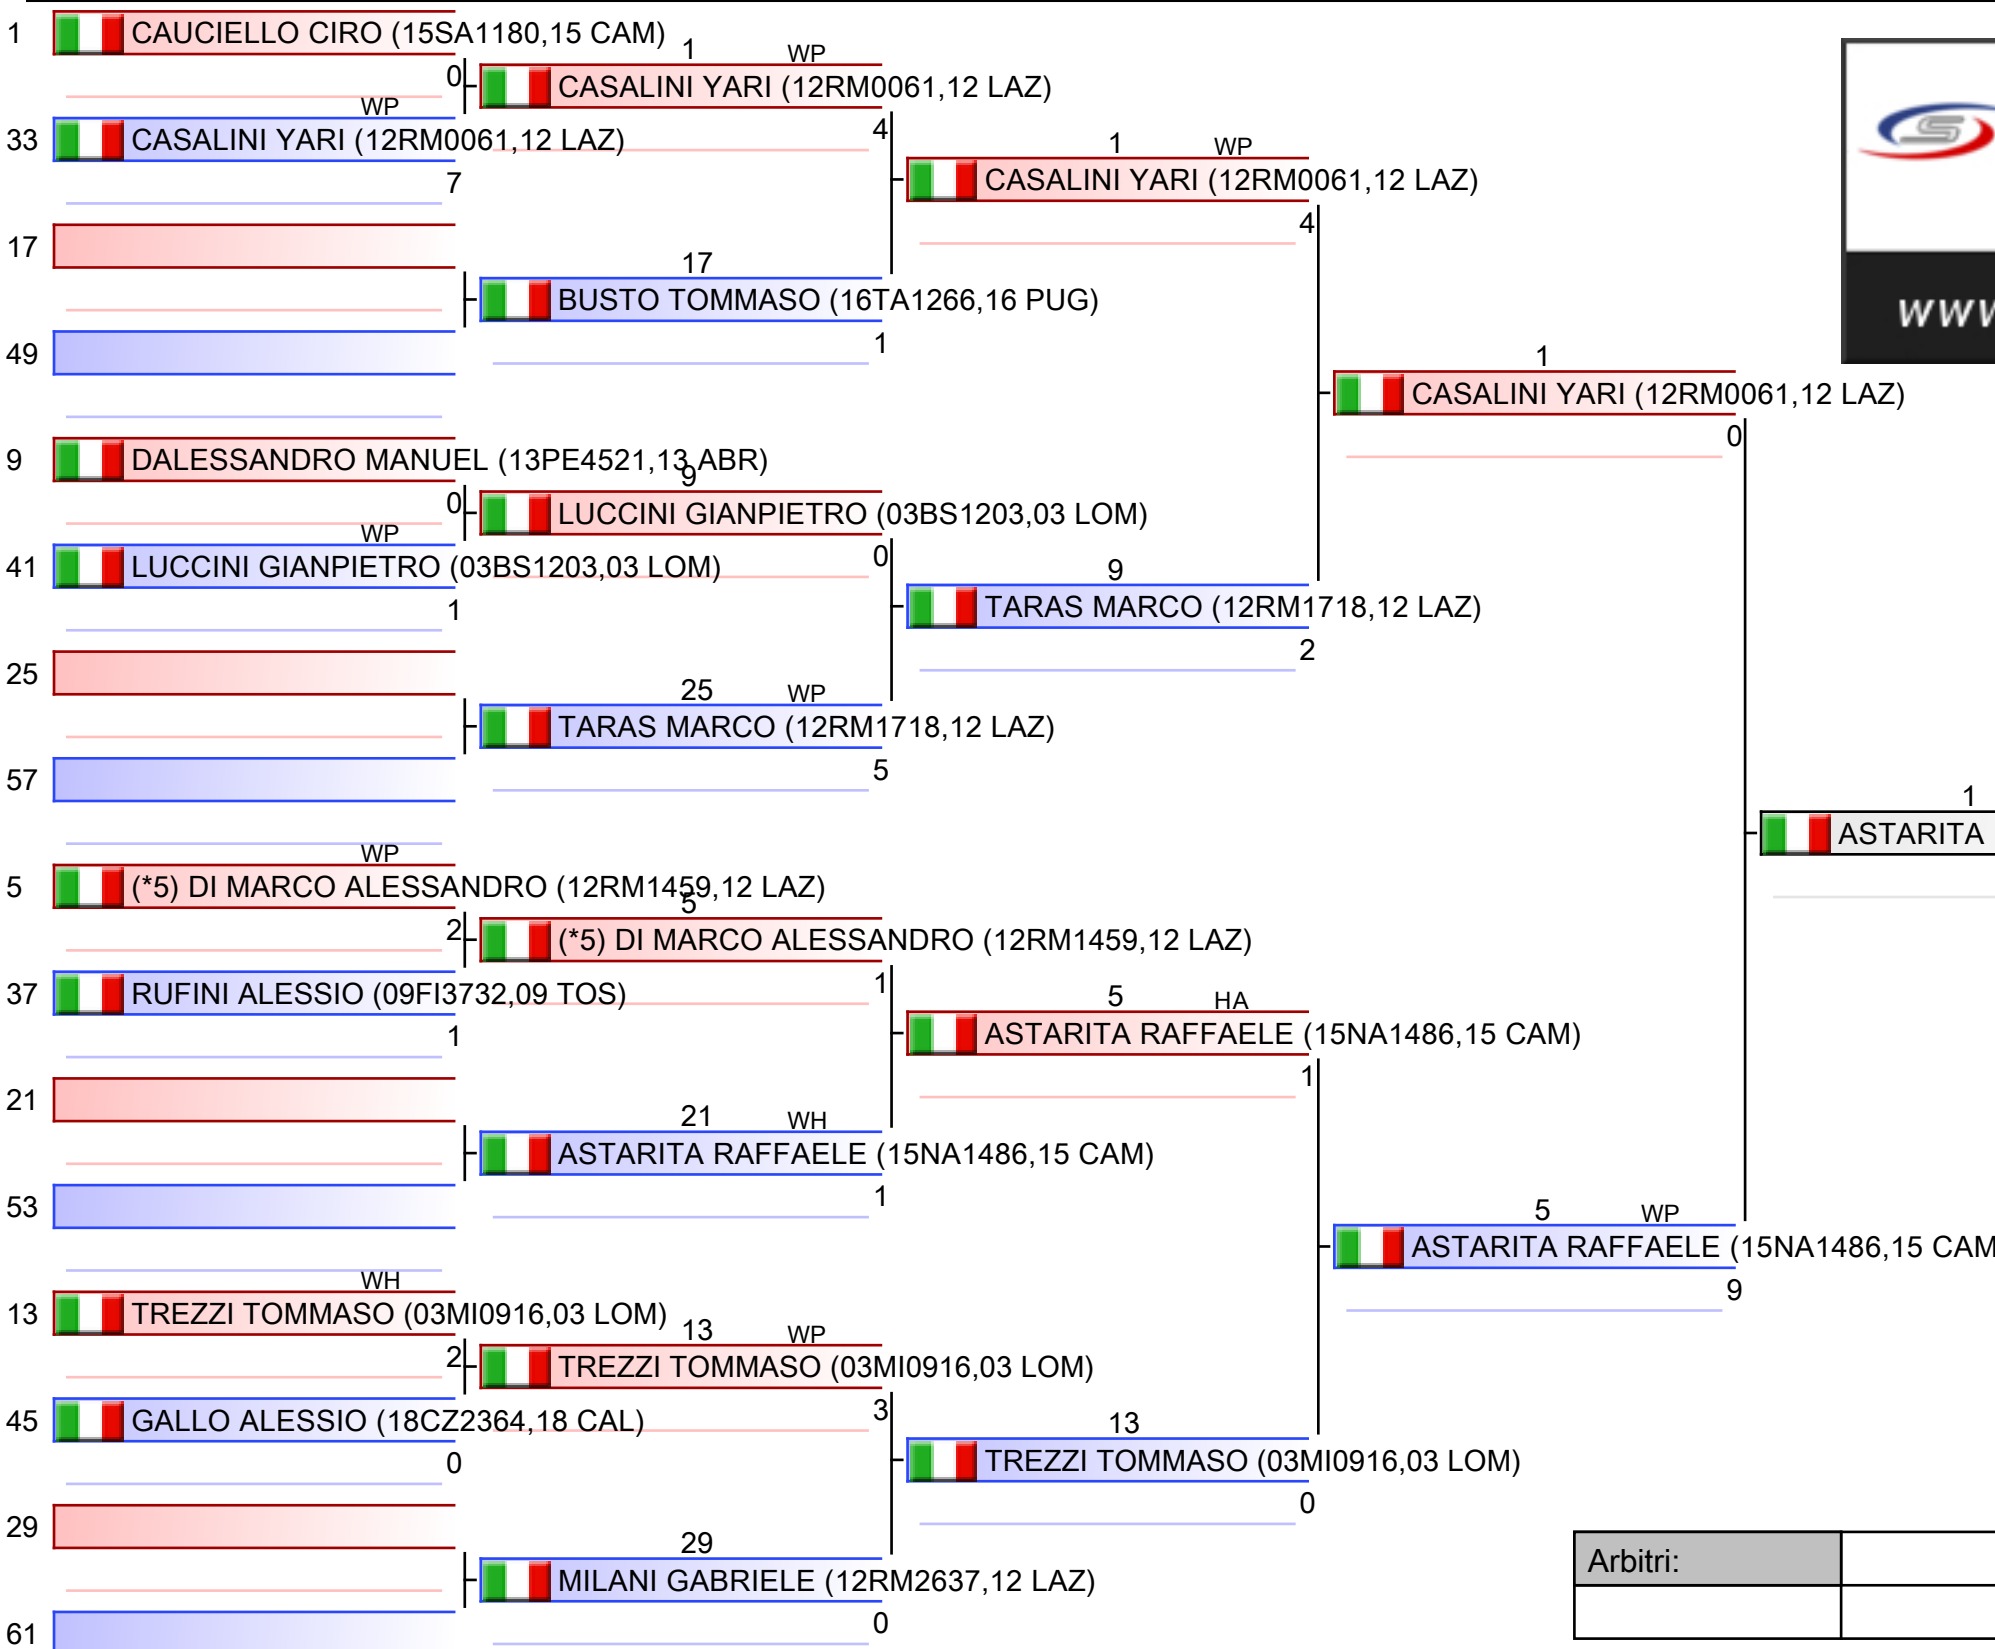 1 CAUCIELLO CIRO (15SA1180,15 CAM)
0
WP
33 CASALINI YARI (12RM0061,12 LAZ)
7
17
49
9 DALESSANDRO MANUEL (13PE4521,13 ABR)
0
WP
41 LUCCINI GIANPIETRO (03BS1203,03 LOM)
1
25
57
WP
5 (*5) DI MARCO ALESSANDRO (12RM1459,12 LAZ)
2
37 RUFINI ALESSIO (09FI3732,09 TOS)
1
21
53
WH
13 TREZZI TOMMASO (03MI0916,03 LOM)
2
45 GALLO ALESSIO (18CZ2364,18 CAL)
0
29
61
1 WP
CASALINI YARI (12RM0061,12 LAZ)
4
17
BUSTO TOMMASO (16TA1266,16 PUG)
1
9
LUCCINI GIANPIETRO (03BS1203,03 LOM)
0
25 WP
TARAS MARCO (12RM1718,12 LAZ)
5
5
(*5) DI MARCO ALESSANDRO (12RM1459,12 LAZ)
1
21 WH
ASTARITA RAFFAELE (15NA1486,15 CAM)
1
13 WP
TREZZI TOMMASO (03MI0916,03 LOM)
3
29
MILANI GABRIELE (12RM2637,12 LAZ)
0
1 WP
CASALINI YARI (12RM0061,12 LAZ)
4
9
TARAS MARCO (12RM1718,12 LAZ)
2
5 HA
ASTARITA RAFFAELE (15NA1486,15 CAM)
1
13
TREZZI TOMMASO (03MI0916,03 LOM)
0
1
CASALINI YARI (12RM0061,12 LAZ)
0
5 WP
ASTARITA RAFFAELE (15NA1486,15 CAM
9
1
ASTARITA
S
www
Arbitri: